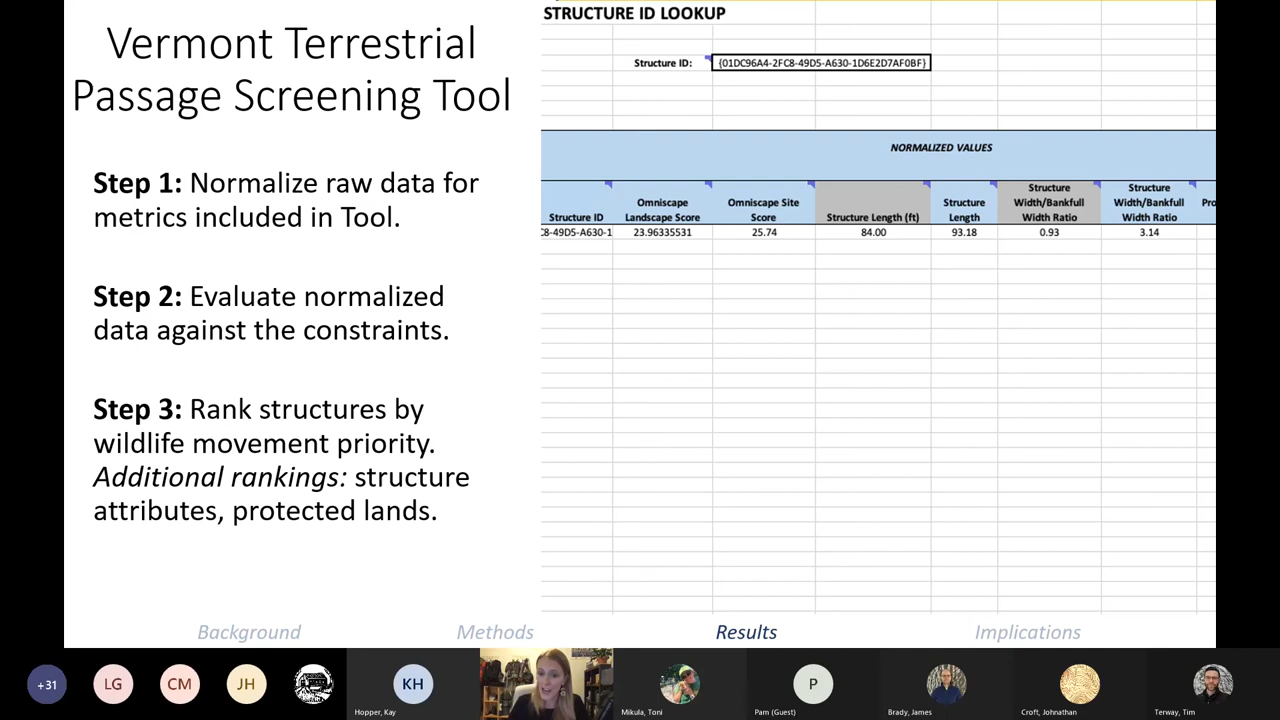 Vermont Terrestrial
Passage Screening Tool
Step 1: Normalize raw data for
metrics included in Tool.
Step 2: Evaluate normalized
data against the constraints.
Step 3: Rank structures by
wildlife movement priority.
Additional rankings: structure
attributes, protected lands.
STRUCTURE ID LOOKUP
Structure ID: {01DC96A4-2FC8-49D5-A630-1D6E2D7AF0BF}
NORMALIZED VALUES
Structure ID
Omniscape
Landscape Score
Omniscape Site
Score
Structure Length (ft)
Structure
Length
Structure
Width/Bankfull
Width Ratio
Structure
Width/Bankfull
Width Ratio
Pro
C8-49D5-A630-1 23.96335531 25.74 84.00 93.18 0.93 3.14
Background Methods Results Implications
+31 LG CM JH KH P
Hopper, Kay Mikula, Toni Pam (Guest) Brady, James Croft, Johnathan Terway, Tim